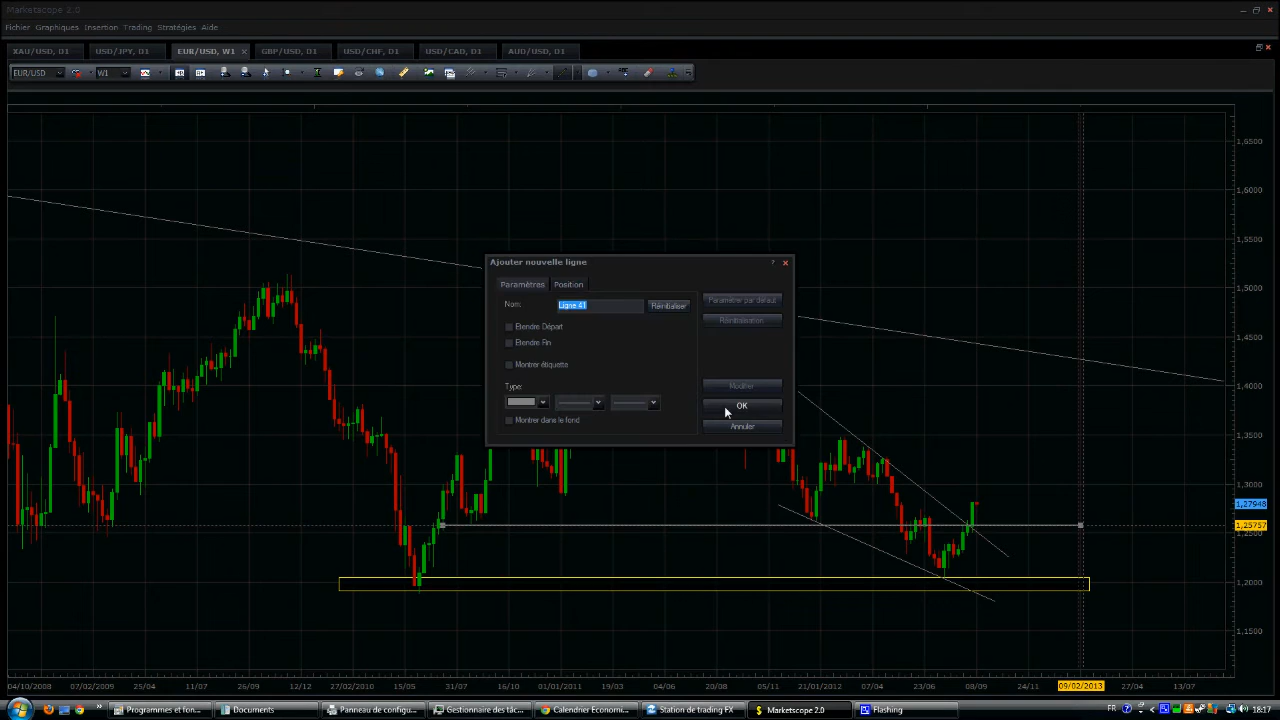 Marketscope 2.0
Fichier Graphiques Insertion Trading Stratégies Aide
XAU/USD, D1 USD/JPY, D1 EUR/USD, W1 GBP/USD, D1 USD/CHF, D1 USD/CAD, D1 AUD/USD, D1
EUR/USD W1
1,6500
1,6000
1,5500
1,5000
1,4500
1,4000
1,3500
1,3000
1,27948
1,25757
1,2500
1,2000
1,1500
Ajouter nouvelle ligne ?
Paramètres Position
Nom: Ligne 41 Réinitialiser
Paramétrer par défaut
Réinitialisation
Etendre Départ
Etendre Fin
Montrer étiquette
Type:
Montrer dans le fond
Modifier
OK
Annuler
04/10/2008 07/02/2009 25/04 11/07 26/09 12/12 27/02/2010 15/05 31/07 16/10 01/01/2011 19/03 04/06 20/08 05/11 21/01/2012 07/04 23/06 08/09 24/11 09/02/2013 27/04 13/07
Programmes et fon... Documents Panneau de configu... Gestionnaire des tâc... Calendrier Economi... Station de trading FX Marketscope 2.0 Flashing FR 18:17